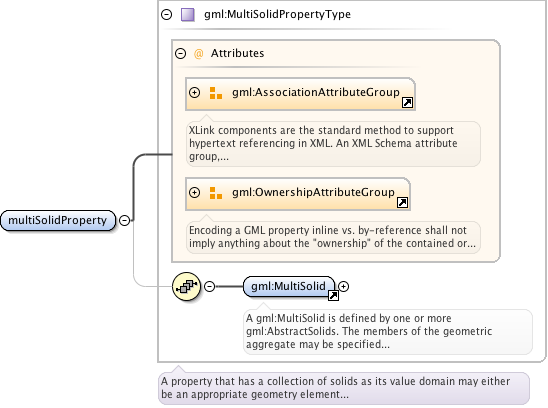 gml:MultiSolidPropertyType
@ Attributes
gml:AssociationAttributeGroup
XLink components are the standard method to support
hypertext referencing in XML. An XML Schema attribute
group,...
gml:OwnershipAttributeGroup
Encoding a GML property inline vs. by-reference shall not
imply anything about the "ownership" of the contained or...
multiSolidProperty
gml:MultiSolid
A gml:MultiSolid is defined by one or more
gml:AbstractSolids. The members of the geometric
aggregate may be specified...
A property that has a collection of solids as its value domain may either
be an appropriate geometry element...